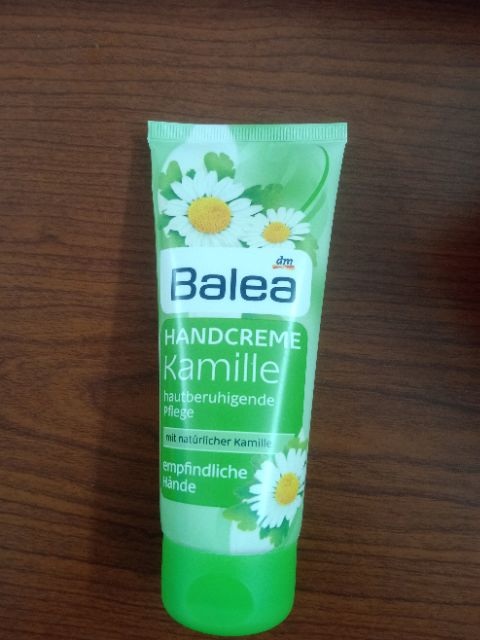 dm
Balea
HANDCREME
Kamille
hautberuhigende
Pflege
mit natürlicher Kamille
empfindliche
Hände